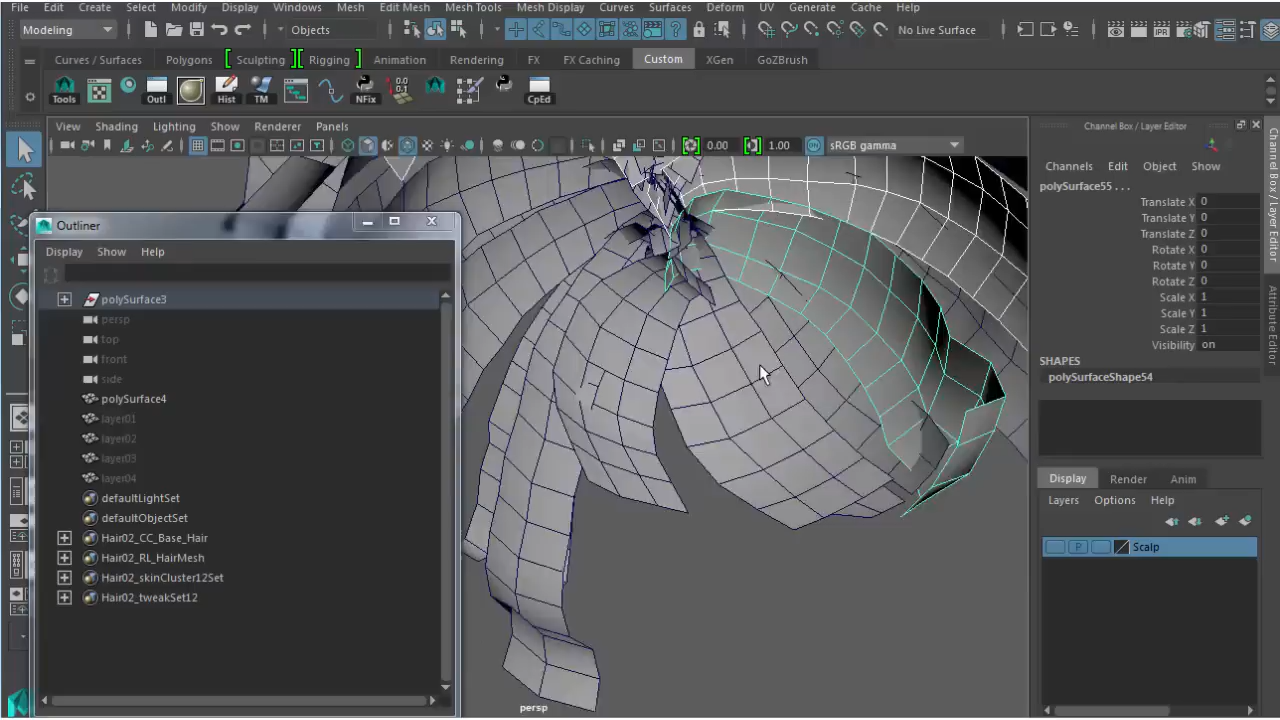 File Edit Create Select Modify Display Windows Mesh Edit Mesh Mesh Tools Mesh Display Curves Surfaces Deform UV Generate Cache Help
Modeling Objects No Live Surface
Curves / Surfaces Polygons Sculpting Rigging Animation Rendering FX FX Caching Custom XGen GoZBrush
0.0
0.1
Tools Outl Hist TM NFix CpEd
View Shading Lighting Show Renderer Panels
0.00 1.00 sRGB gamma
Channel Box / Layer Editor
Channels Edit Object Show
polySurface55 . . .
Translate X 0
Translate Y 0
Translate Z 0
Rotate X 0
Rotate Y 0
Rotate Z 0
Scale X 1
Scale Y 1
Scale Z 1
Visibility on
SHAPES
polySurfaceShape54
Display Render Anim
Layers Options Help
P Scalp
Channel Box / Layer Editor
Attribute Editor
Outliner
Display Show Help
polySurface3
persp
top
front
side
polySurface4
layer01
layer02
layer03
layer04
defaultLightSet
defaultObjectSet
Hair02_CC_Base_Hair
Hair02_RL_HairMesh
Hair02_skinCluster12Set
Hair02_tweakSet12
persp